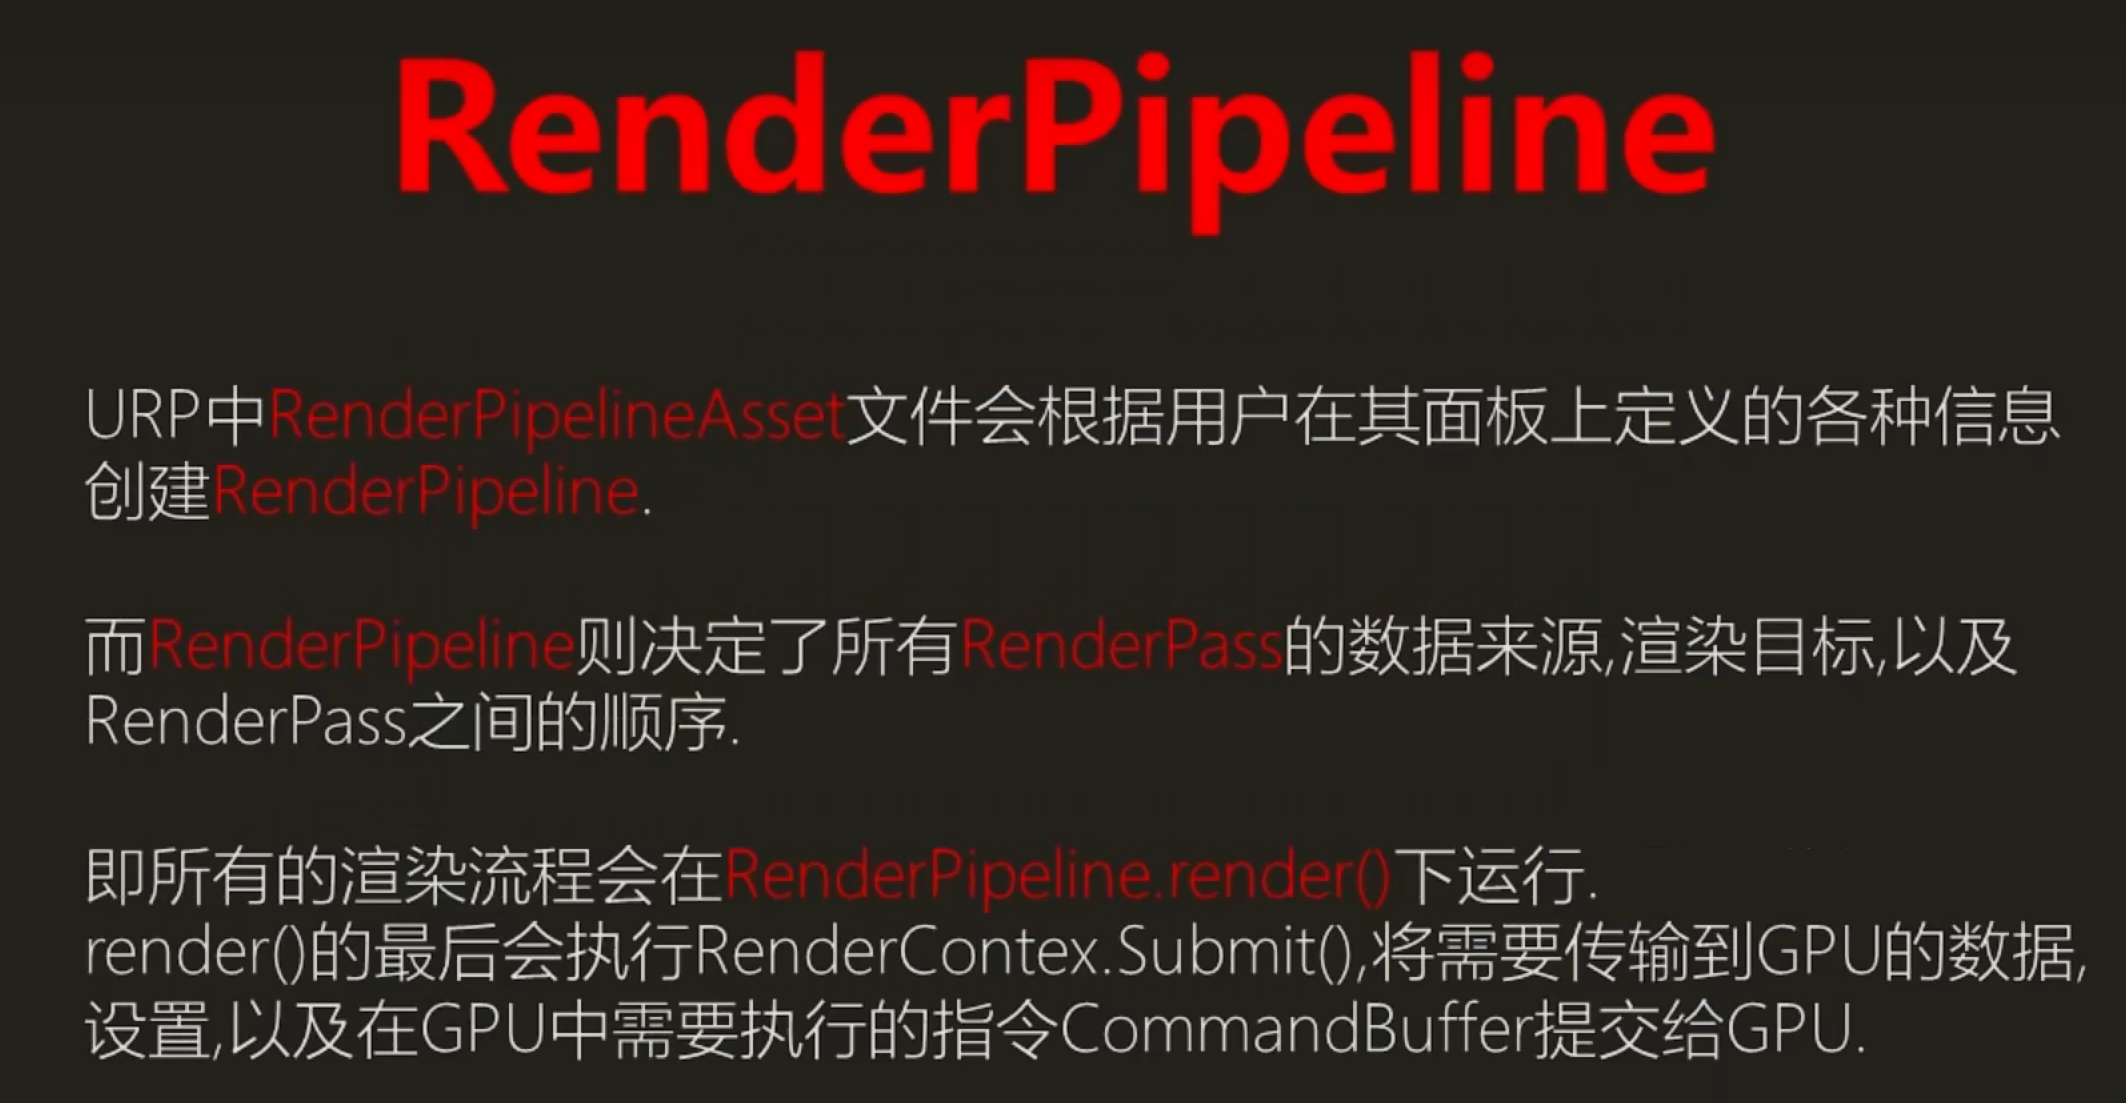 RenderPipeline
URP中RenderPipelineAsset文件会根据用户在其面板上定义的各种信息
创建RenderPipeline.
而RenderPipeline则决定了所有RenderPass的数据来源,渲染目标,以及
RenderPass之间的顺序.
即所有的渲染流程会在RenderPipeline.render()下运行.
render()的最后会执行RenderContex.Submit(),将需要传输到GPU的数据,
设置,以及在GPU中需要执行的指令CommandBuffer提交给GPU.